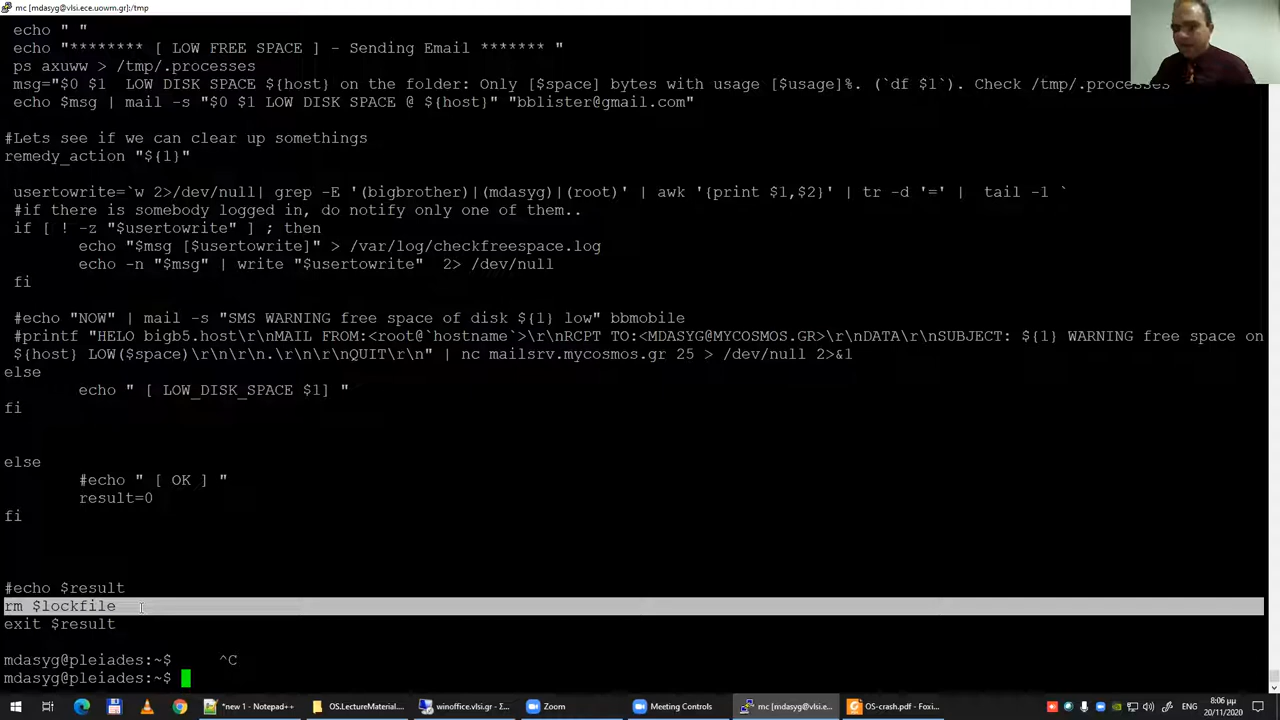 mc [mdasyg@vlsi.ece.uowm.gr]:/tmp
echo " "
echo "******** [ LOW FREE SPACE ] - Sending Email ******* "
ps axuww > /tmp/.processes
msg="$0 $1  LOW DISK SPACE ${host} on the folder: Only [$space] bytes with usage [$usage]%. (`df $1`). Check /tmp/.processes"
echo $msg | mail -s "$0 $1 LOW DISK SPACE @ ${host}" "bblister@gmail.com"
#Lets see if we can clear up somethings
remedy_action "${1}"
usertowrite=`w 2>/dev/null| grep -E '(bigbrother)|(mdasyg)|(root)' | awk '{print $1,$2}' | tr -d '=' |  tail -1 `
#if there is somebody logged in, do notify only one of them..
if [ ! -z "$usertowrite" ] ; then
echo "$msg [$usertowrite]" > /var/log/checkfreespace.log
echo -n "$msg" | write "$usertowrite"  2> /dev/null
fi
#echo "NOW" | mail -s "SMS WARNING free space of disk ${1} low" bbmobile
#printf "HELO bigb5.host\r\nMAIL FROM:<root@`hostname`>\r\nRCPT TO:<MDASYG@MYCOSMOS.GR>\r\nDATA\r\nSUBJECT: ${1} WARNING free space on
${host} LOW($space)\r\n\r\n.\r\n\r\nQUIT\r\n" | nc mailsrv.mycosmos.gr 25 > /dev/null 2>&1
else
echo " [ LOW_DISK_SPACE $1] "
fi
else
#echo " [ OK ] "
result=0
fi
#echo $result
rm $lockfile
exit $result
mdasyg@pleiades:~$     ^C
mdasyg@pleiades:~$
*new 1 - Notepad++
OS.LectureMaterial....
winoffice.vlsi.gr - ...
Zoom
Meeting Controls
mc [mdasyg@vlsi.e...
OS-crash.pdf - Foxi...
8:06 μμ
20/11/2020